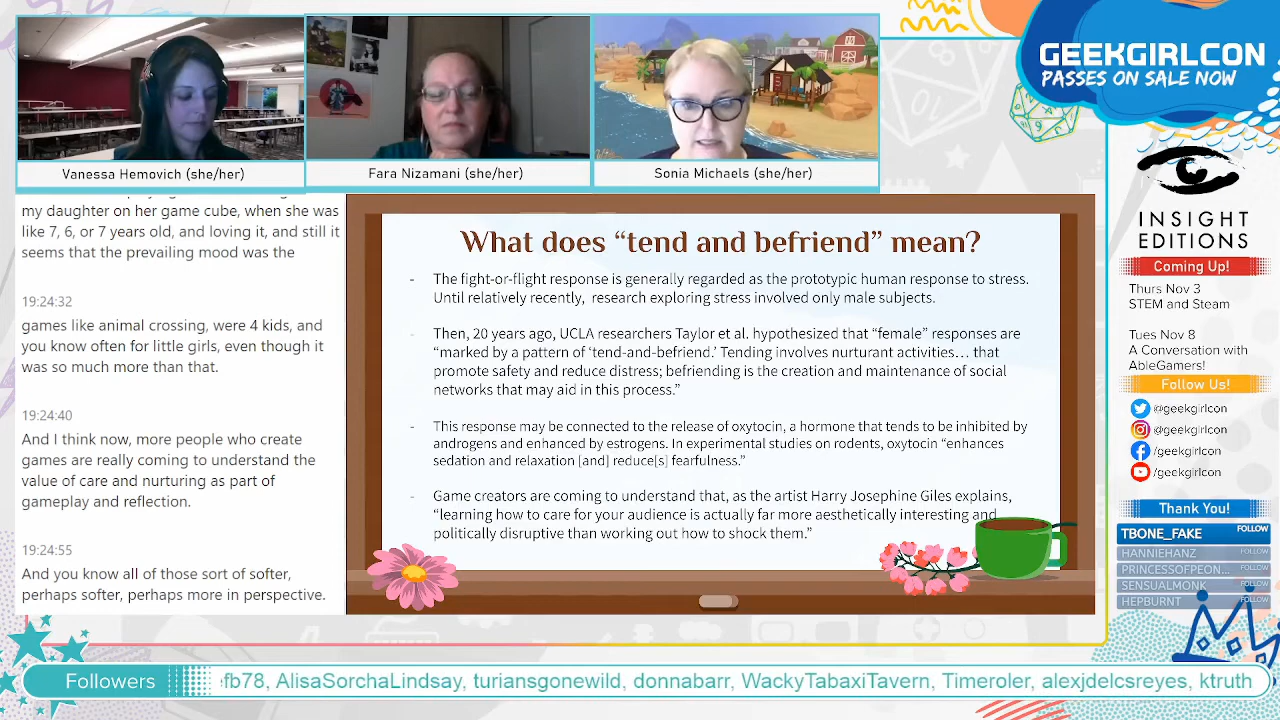 GEEKGIRLCON
PASSES ON SALE NOW
Vanessa Hemovich (she/her)
Fara Nizamani (she/her)
Sonia Michaels (she/her)
my daughter on her game cube, when she was
like 7, 6, or 7 years old, and loving it, and still it
seems that the prevailing mood was the
19:24:32
games like animal crossing, were 4 kids, and
you know often for little girls, even though it
was so much more than that.
19:24:40
And I think now, more people who create
games are really coming to understand the
value of care and nurturing as part of
gameplay and reflection.
19:24:55
And you know all of those sort of softer,
perhaps softer, perhaps more in perspective.
What does “tend and befriend” mean?
- The fight-or-flight response is generally regarded as the prototypic human response to stress.
Until relatively recently, research exploring stress involved only male subjects.
- Then, 20 years ago, UCLA researchers Taylor et al. hypothesized that “female” responses are
“marked by a pattern of ‘tend-and-befriend.’ Tending involves nurturant activities… that
promote safety and reduce distress; befriending is the creation and maintenance of social
networks that may aid in this process.”
- This response may be connected to the release of oxytocin, a hormone that tends to be inhibited by
androgens and enhanced by estrogens. In experimental studies on rodents, oxytocin “enhances
sedation and relaxation [and] reduce[s] fearfulness.”
- Game creators are coming to understand that, as the artist Harry Josephine Giles explains,
“learning how to care for your audience is actually far more aesthetically interesting and
politically disruptive than working out how to shock them.”
INSIGHT
EDITIONS
Coming Up!
Thurs Nov 3
STEM and Steam
Tues Nov 8
A Conversation with
AbleGamers!
Follow Us!
@geekgirlcon
@geekgirlcon
/geekgirlcon
/geekgirlcon
Thank You!
TBONE_FAKE FOLLOW
HANNIEHANZ FOLLOW
PRINCESSOFPEON... FOLLOW
SENSUALMONK FOLLOW
HEPBURNT FOLLOW
Followers
fb78, AlisaSorchaLindsay, turiansgonewild, donnabarr, WackyTabaxiTavern, Timeroler, alexjdelcsreyes, ktruth